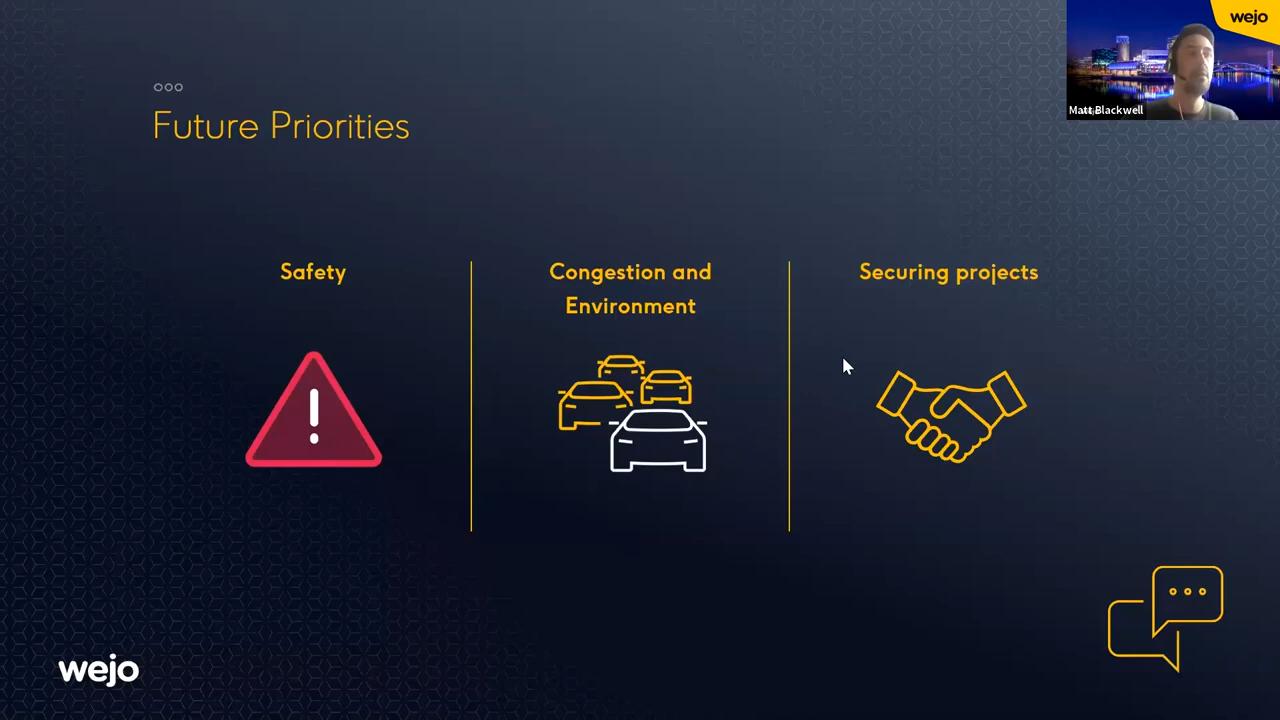 wejo
Matt Blackwell
Future Priorities
Safety
Congestion and
Environment
Securing projects
wejo